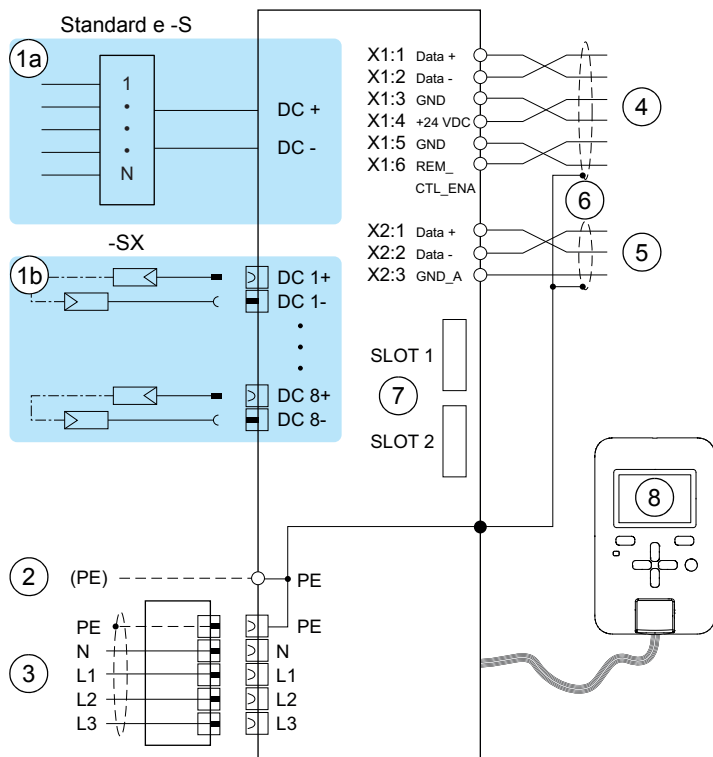 Standard e -S
1a
1
N
DC +
DC -
-SX
1b
DC 1+
DC 1-
DC 8+
DC 8-
X1:1 Data +
X1:2 Data -
X1:3 GND
X1:4 +24 VDC
X1:5 GND
X1:6 REM_
CTL_ENA
4
6
X2:1 Data +
X2:2 Data -
X2:3 GND_A
5
SLOT 1
7
SLOT 2
8
2
(PE)
PE
3
PE
PE
N
N
L1
L1
L2
L2
L3
L3